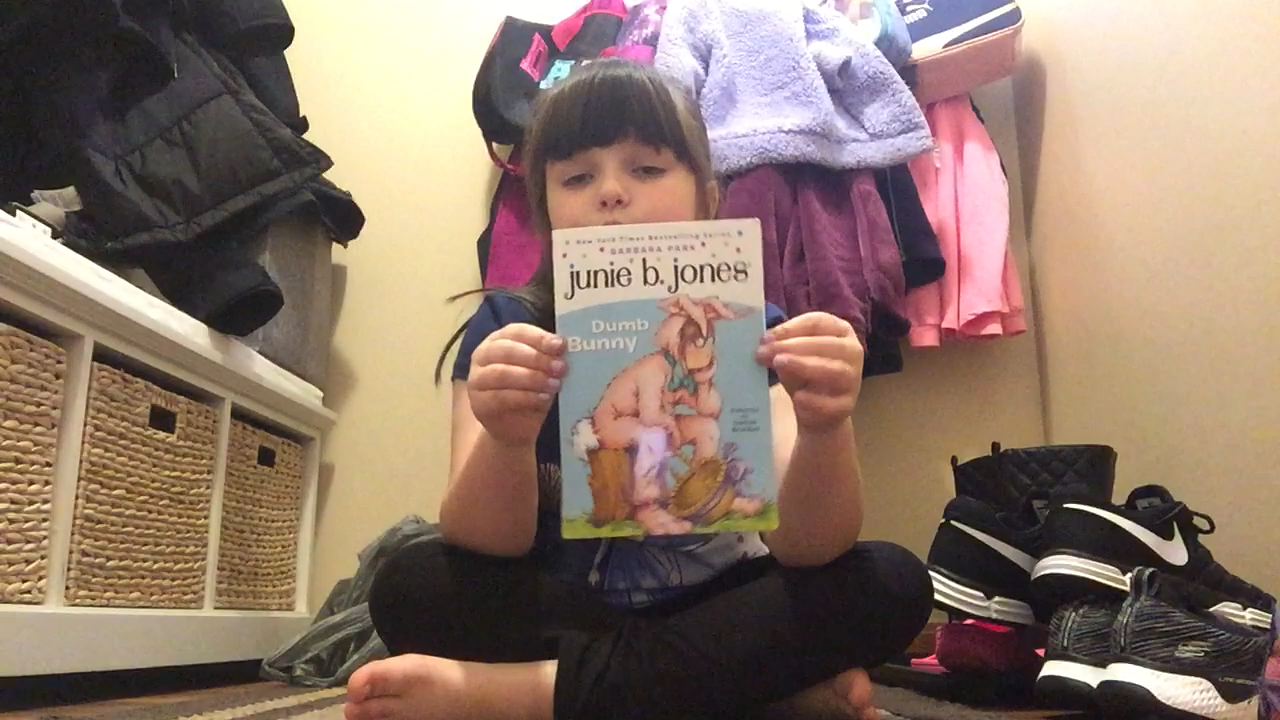 A New York Times Bestselling Series
BARBARA PARK
junie b. jones
Dumb
Bunny